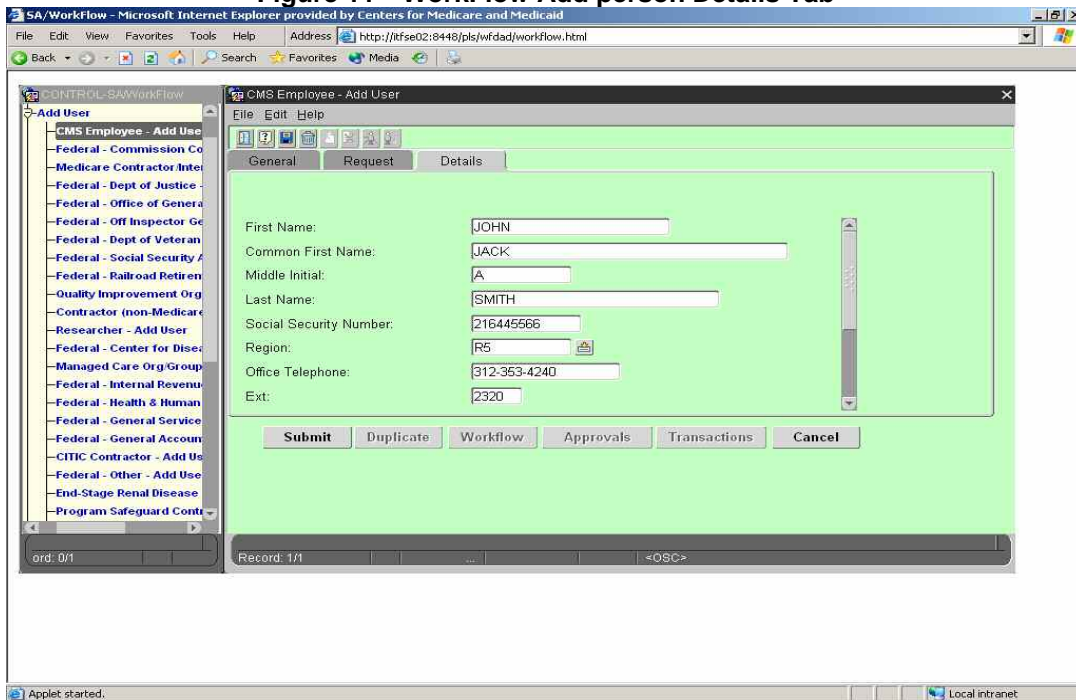 Figure 11 - WorkFlow Add person Details Tab
SA/WorkFlow - Microsoft Internet Explorer provided by Centers for Medicare and Medicaid
File Edit View Favorites Tools Help Address http://itfse02:8448/pls/wfdad/workflow.html
Back Search Favorites Media
CONTROL-SA/WorkFlow
CMS Employee - Add User
File Edit Help
Add User
CMS Employee - Add Use
Federal - Commission Co
Medicare Contractor/Inte
Federal - Dept of Justice -
Federal - Office of Genera
Federal - Off Inspector Ge
Federal - Dept of Veteran
Federal - Social Security A
Federal - Railroad Retirem
Quality Improvement Org
Contractor (non-Medicare
Researcher - Add User
Federal - Center for Disea
Managed Care Org/Group
Federal - Internal Revenu
Federal - Health & Human
Federal - General Service
Federal - General Accoun
CITIC Contractor - Add Us
Federal - Other - Add Use
End-Stage Renal Disease
Program Safeguard Contr
General Request Details
First Name: JOHN
Common First Name: JACK
Middle Initial: A
Last Name: SMITH
Social Security Number: 216445566
Region: R5
Office Telephone: 312-353-4240
Ext: 2320
Submit Duplicate Workflow Approvals Transactions Cancel
ord: 0/1
Record: 1/1 ... <OSC>
Applet started. Local intranet